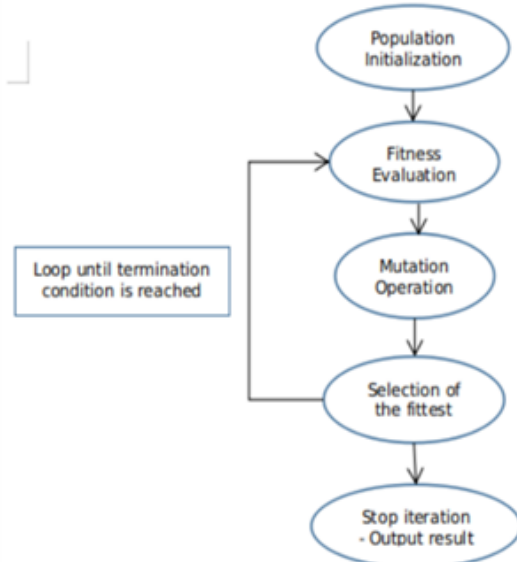 Population
Initialization
Fitness
Evaluation
Loop until termination
condition is reached
Mutation
Operation
Selection of
the fittest
Stop iteration
- Output result